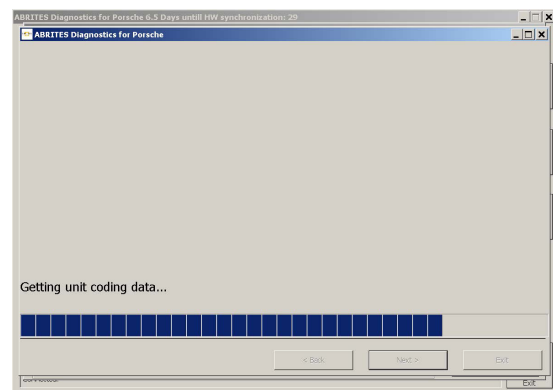 ABRITES Diagnostics for Porsche 6.5 Days untill HW synchronization: 29
ABRITES Diagnostics for Porsche
Getting unit coding data...
< Back
Next >
Exit
Exit